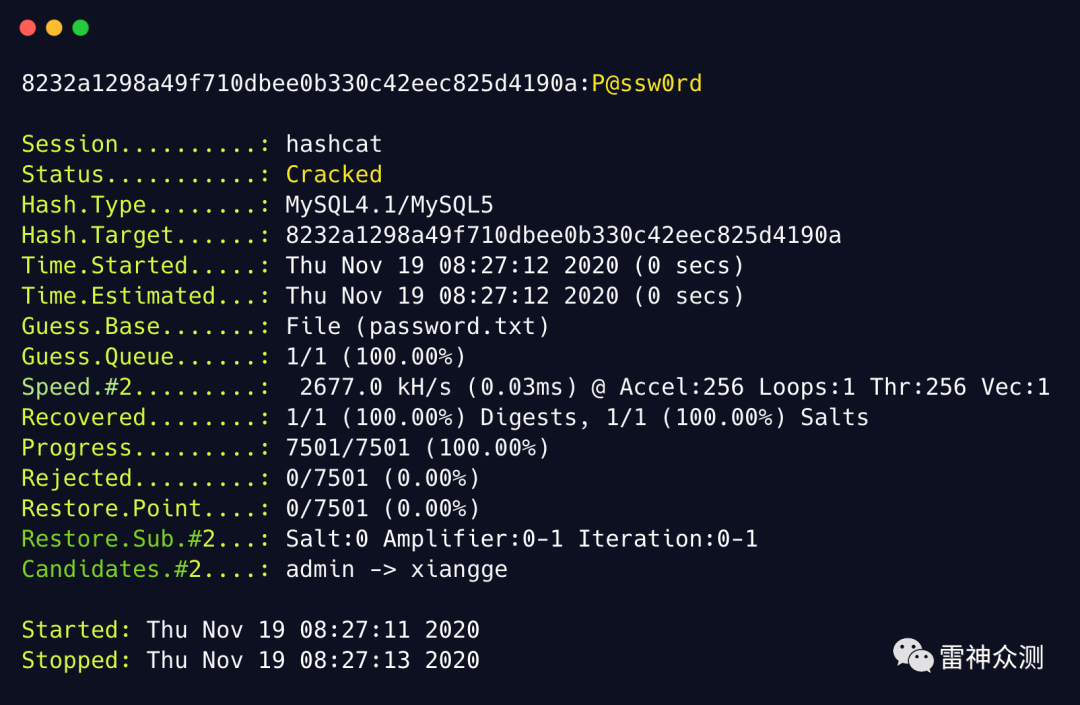 8232a1298a49f710dbee0b330c42eec825d4190a:P@ssw0rd
Session..........: hashcat
Status...........: Cracked
Hash.Type........: MySQL4.1/MySQL5
Hash.Target......: 8232a1298a49f710dbee0b330c42eec825d4190a
Time.Started.....: Thu Nov 19 08:27:12 2020 (0 secs)
Time.Estimated...: Thu Nov 19 08:27:12 2020 (0 secs)
Guess.Base.......: File (password.txt)
Guess.Queue......: 1/1 (100.00%)
Speed.#2.........:  2677.0 kH/s (0.03ms) @ Accel:256 Loops:1 Thr:256 Vec:1
Recovered........: 1/1 (100.00%) Digests, 1/1 (100.00%) Salts
Progress.........: 7501/7501 (100.00%)
Rejected.........: 0/7501 (0.00%)
Restore.Point....: 0/7501 (0.00%)
Restore.Sub.#2...: Salt:0 Amplifier:0-1 Iteration:0-1
Candidates.#2....: admin -> xiangge
Started: Thu Nov 19 08:27:11 2020
Stopped: Thu Nov 19 08:27:13 2020
雷神众测